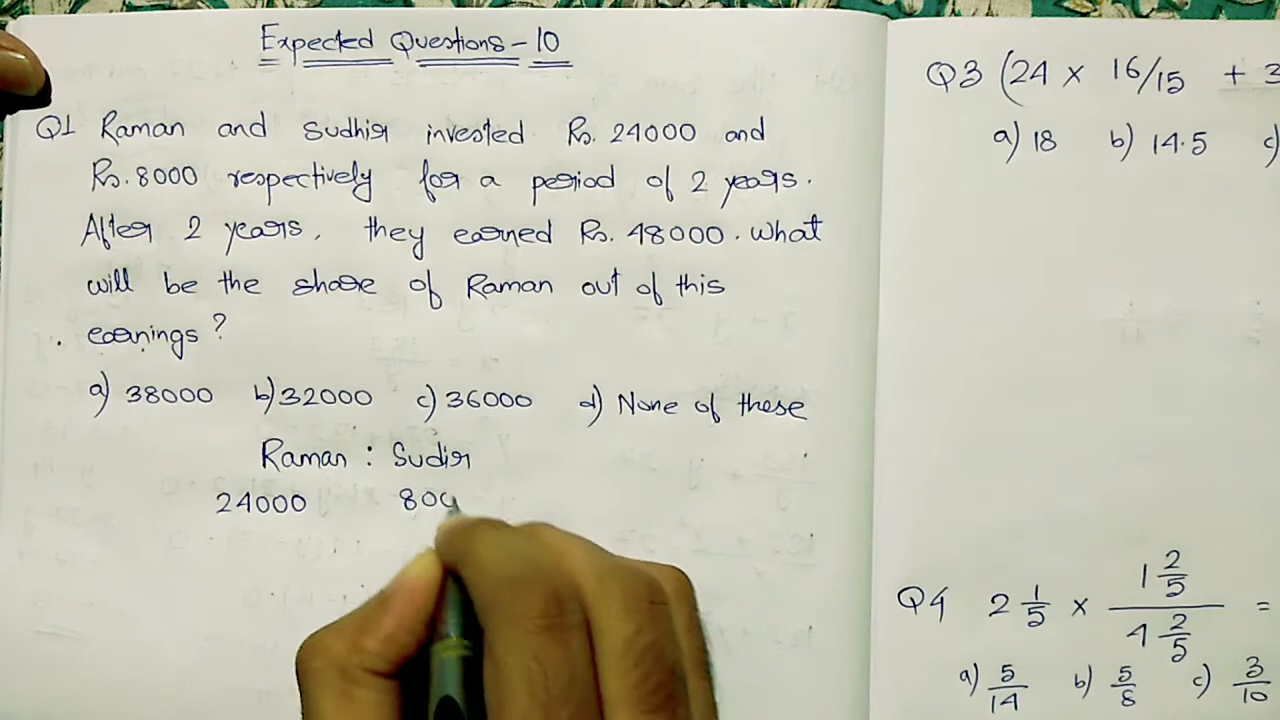 Expected Questions - 10
Q1 Raman and Sudhir invested Rs. 24000 and
Rs. 8000 respectively for a period of 2 years.
After 2 years, they earned Rs. 48000. What
will be the share of Raman out of this
earnings?
a) 38000 b) 32000 c) 36000 d) None of these
Raman : Sudir
24000 800
Q3 (24 × 16/15 + 3
a) 18 b) 14.5 c)
Q4 2 1/5 × (1 2/5)/(4 2/5) =
a) 5/14 b) 5/8 c) 3/10